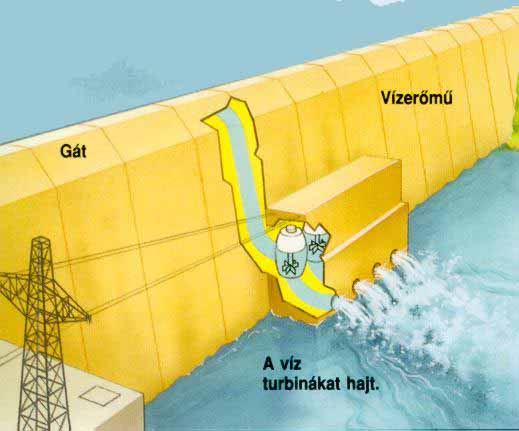 Vízerőmű
Gát
A víz
turbinákat hajt.